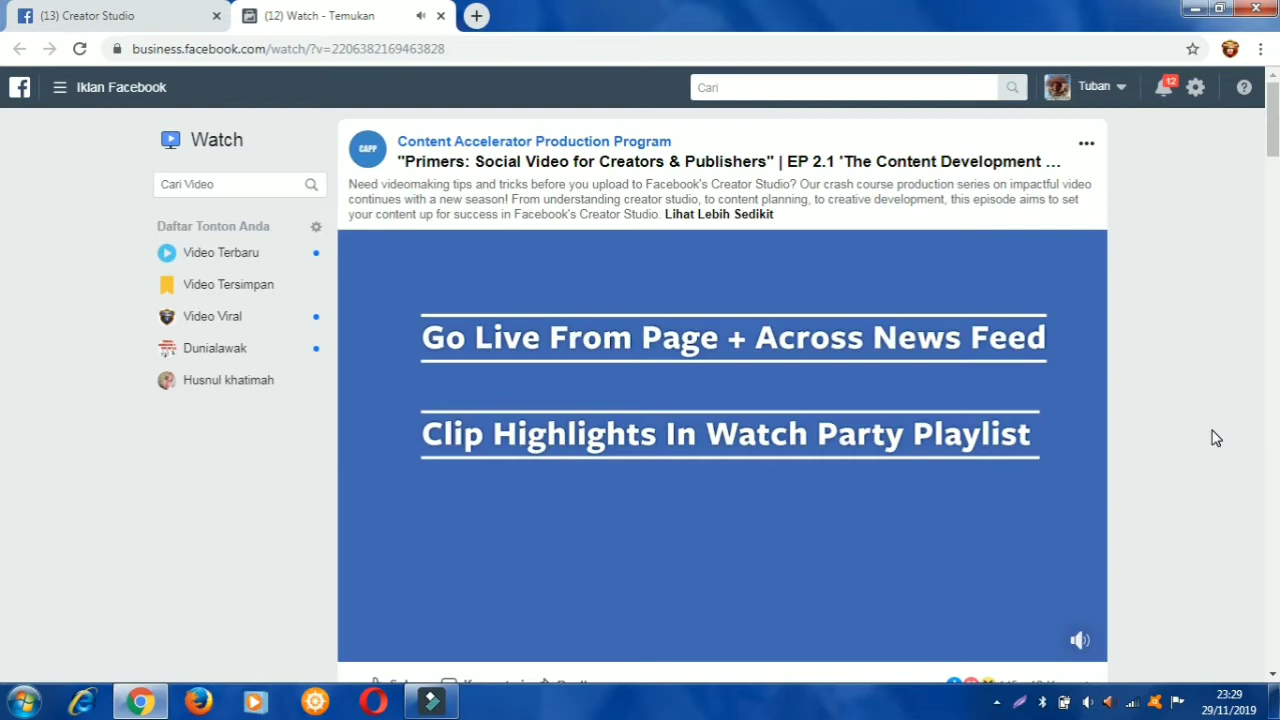 (13) Creator Studio
(12) Watch - Temukan
business.facebook.com/watch/?v=2206382169463828
Iklan Facebook
Cari
Tuban
12
Watch
Cari Video
Daftar Tonton Anda
Video Terbaru
Video Tersimpan
Video Viral
Dunialawak
Husnul khatimah
CAPP
Content Accelerator Production Program
"Primers: Social Video for Creators & Publishers" | EP 2.1 'The Content Development ...
Need videomaking tips and tricks before you upload to Facebook's Creator Studio? Our crash course production series on impactful video
continues with a new season! From understanding creator studio, to content planning, to creative development, this episode aims to set
your content up for success in Facebook's Creator Studio. Lihat Lebih Sedikit
Go Live From Page + Across News Feed
Clip Highlights In Watch Party Playlist
23:29
29/11/2019